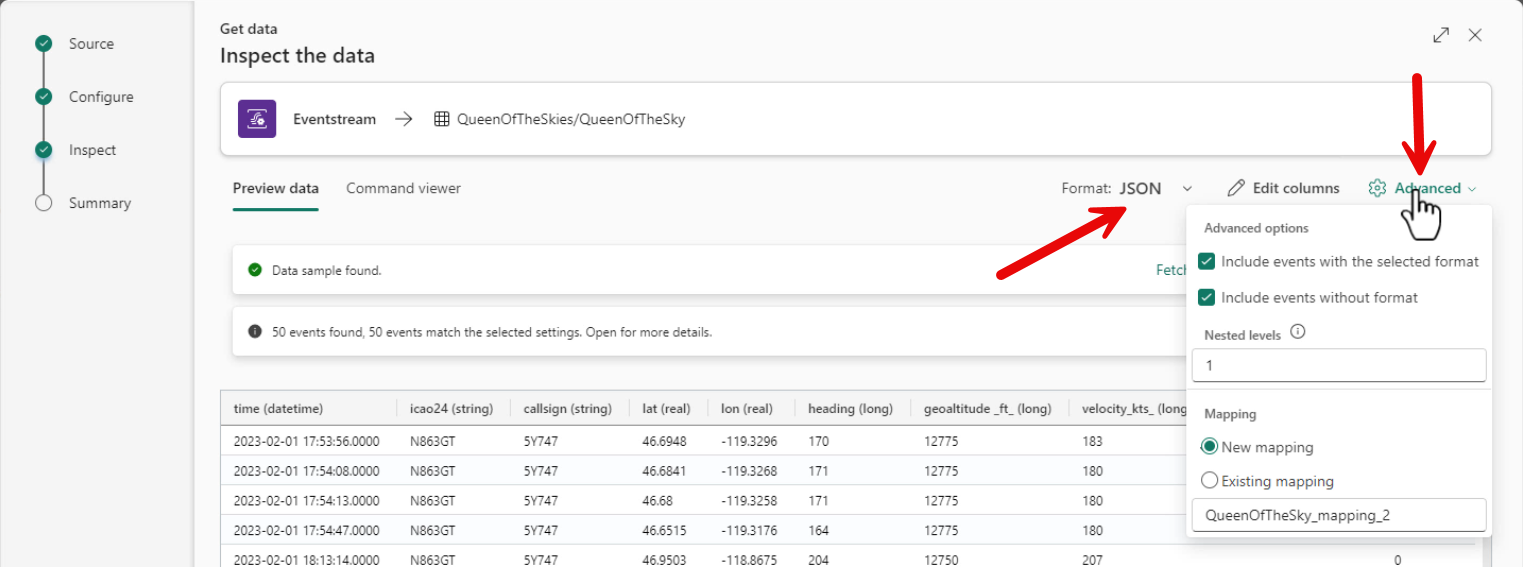 Source
Configure
Inspect
Summary
Get data
Inspect the data
Eventstream → QueenOfTheSkies/QueenOfTheSky
Preview data Command viewer Format: JSON Edit columns Advanced
Data sample found. Fetch
50 events found, 50 events match the selected settings. Open for more details.
Advanced options
Include events with the selected format
Include events without format
Nested levels
1
Mapping
New mapping
Existing mapping
QueenOfTheSky_mapping_2
time (datetime) icao24 (string) callsign (string) lat (real) lon (real) heading (long) geoaltitude _ft_ (long) velocity_kts_ (long
2023-02-01 17:53:56.0000 N863GT 5Y747 46.6948 -119.3296 170 12775 183
2023-02-01 17:54:08.0000 N863GT 5Y747 46.6841 -119.3268 171 12775 180
2023-02-01 17:54:13.0000 N863GT 5Y747 46.68 -119.3258 171 12775 180
2023-02-01 17:54:47.0000 N863GT 5Y747 46.6515 -119.3176 164 12775 180
2023-02-01 18:13:14.0000 N863GT 5Y747 46.9503 -118.8675 204 12750 207 0